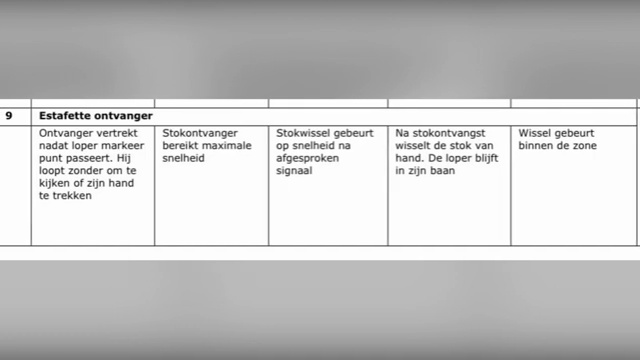 9 Estafette ontvanger
Ontvanger vertrekt
nadat loper markeer
punt passeert. Hij
loopt zonder om te
kijken of zijn hand
te trekken
Stokontvanger
bereikt maximale
snelheid
Stokwissel gebeurt
op snelheid na
afgesproken
signaal
Na stokontvangst
wisselt de stok van
hand. De loper blijft
in zijn baan
Wissel gebeurt
binnen de zone